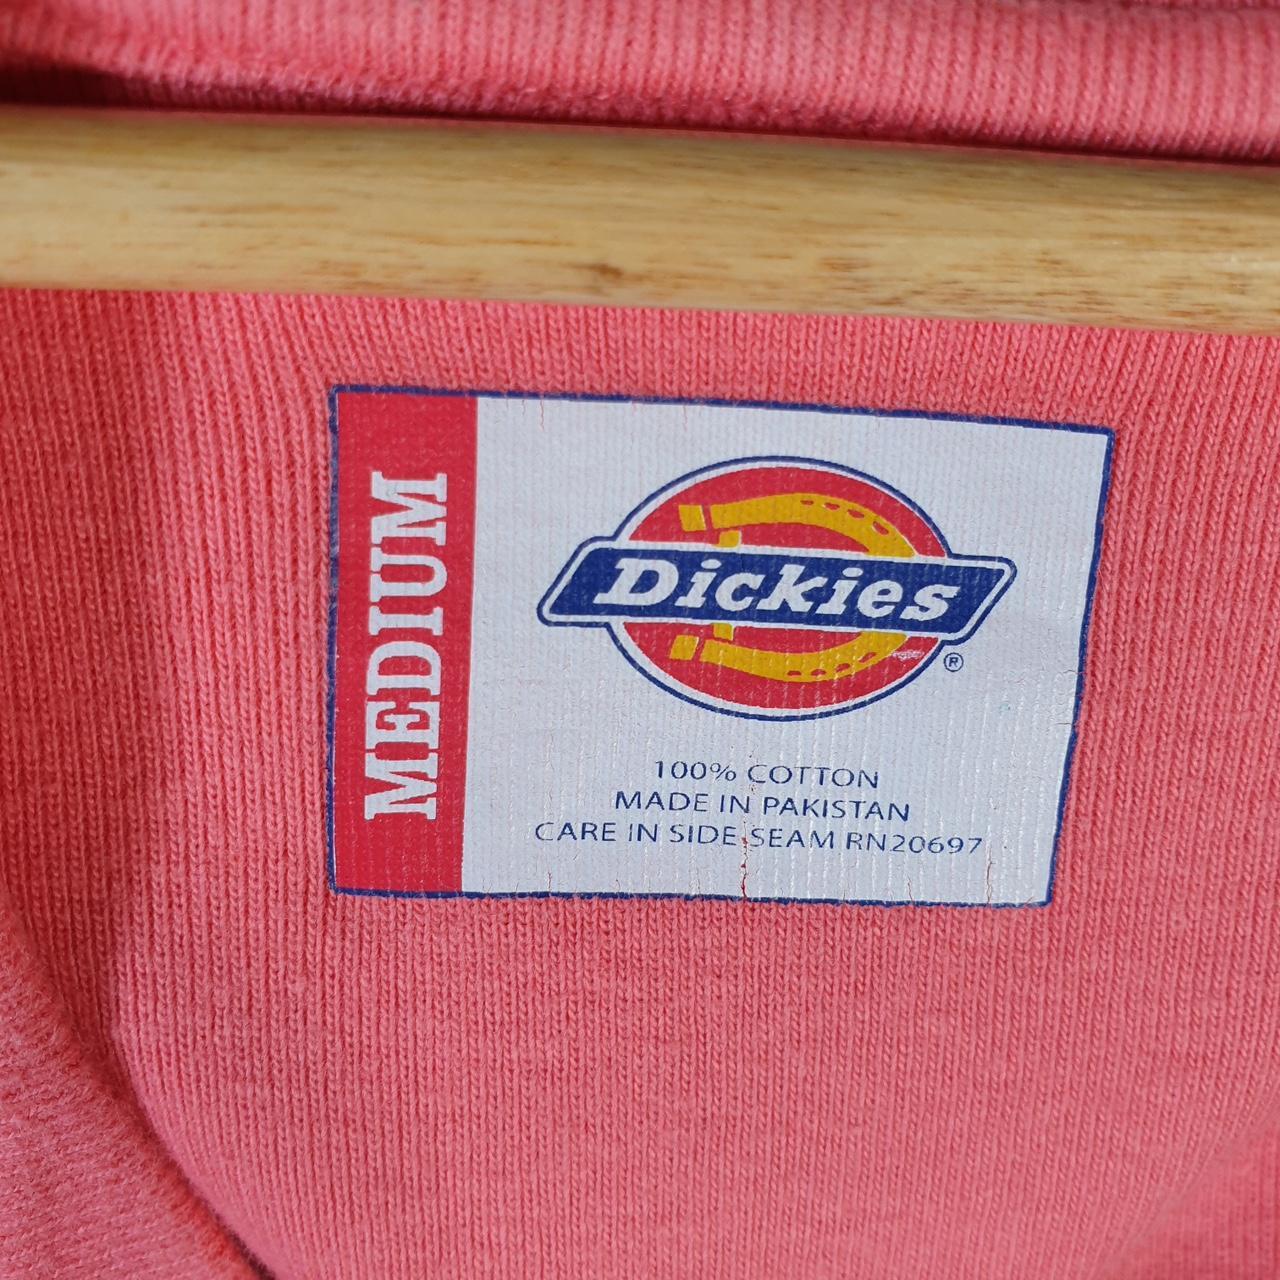 MEDIUM
Dickies
®
100% COTTON
MADE IN PAKISTAN
CARE IN SIDE SEAM RN20697